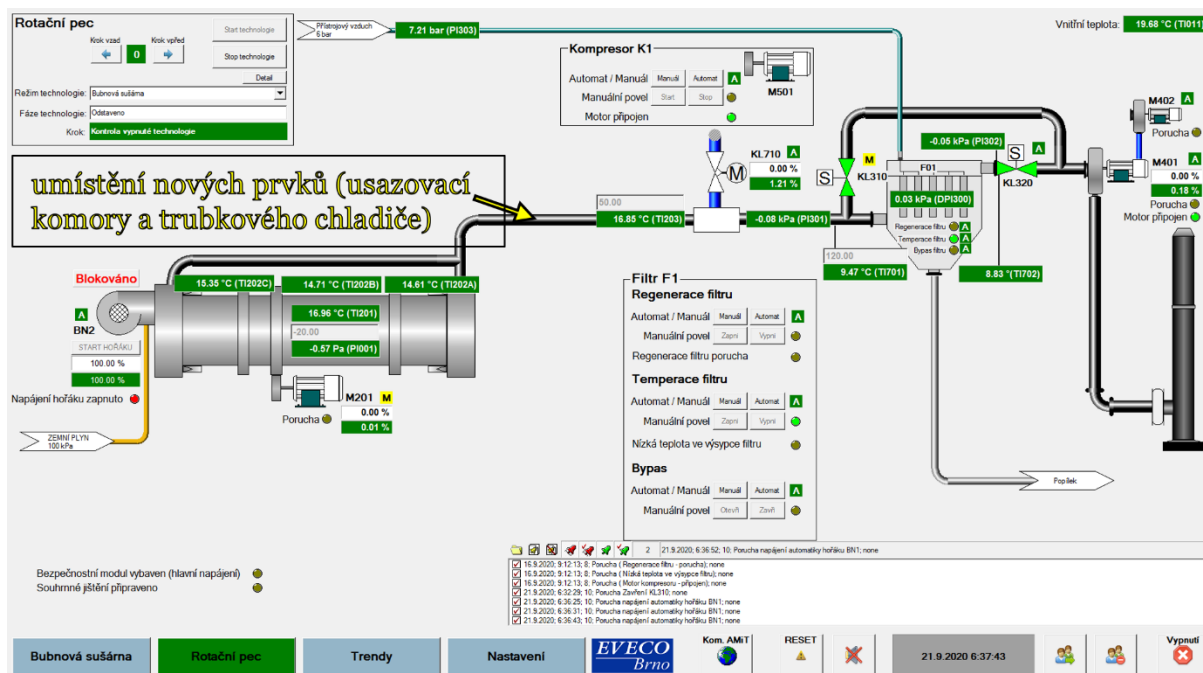 Rotační pec
Krok vzad
Krok vpřed
0
Start technologie
Stop technologie
Detail
Režim technologie: Bubnová sušárna
Fáze technologie: Odstaveno
Krok: Kontrola vypnuté technologie
Přístrojový vzduch
6 bar
7.21 bar (PI303)
Vnitřní teplota: 19.68 °C (TI011)
Kompresor K1
Automat / Manuál Manuál Automat A
Manuální povel Start Stop
Motor připojen
M501
M402 A
Porucha
M401 A
0.00 %
0.18 %
Porucha
Motor připojen
-0.05 kPa (PI302)
S A
KL320
KL710 A
0.00 %
1.21 %
M
M
S KL310
F01
0.03 kPa (DPI300)
Regenerace filtru A
Temperace filtru A
Bypas filtru A
umístění nových prvků (usazovací
komory a trubkového chladiče)
50.00
16.85 °C (TI203)
-0.08 kPa (PI301)
120.00
9.47 °C (TI701)
8.83 °(TI702)
Blokováno
15.35 °C (TI202C)
14.71 °C (TI202B)
14.61 °C (TI202A)
A
BN2
START HOŘÁKU
100.00 %
100.00 %
Napájení hořáku zapnuto
16.96 °C (TI201)
-20.00
-0.57 Pa (PI001)
M201 M
Porucha
0.00 %
0.01 %
ZEMNÍ PLYN
100 kPa
Filtr F1
Regenerace filtru
Automat / Manuál Manuál Automat A
Manuální povel Zapni Vypni
Regenerace filtru porucha
Temperace filtru
Automat / Manuál Manuál Automat A
Manuální povel Zapni Vypni
Nízká teplota ve výsypce filtru
Bypas
Automat / Manuál Manuál Automat A
Manuální povel Otevři Zavři
Popílek
Bezpečnostní modul vybaven (hlavní napájení)
Souhrnné jištění připraveno
2 21.9.2020; 6:36:52; 10; Porucha napájení automatiky hořáku BN1; none
16.9.2020; 9:12:13; 8; Porucha ( Regenerace filtru - porucha); none
16.9.2020; 9:12:13; 8; Porucha ( Nízká teplota ve výsypce filtru); none
16.9.2020; 9:12:13; 8; Porucha ( Motor kompresoru - připojen); none
21.9.2020; 6:32:29; 10; Porucha Zavření KL310; none
21.9.2020; 6:36:25; 10; Porucha napájení automatiky hořáku BN1; none
21.9.2020; 6:36:31; 10; Porucha napájení automatiky hořáku BN1; none
21.9.2020; 6:36:43; 10; Porucha napájení automatiky hořáku BN1; none
Bubnová sušárna
Rotační pec
Trendy
Nastavení
EVECO
Brno
Kom. AMiT
RESET
21.9.2020 6:37:43
Vypnutí